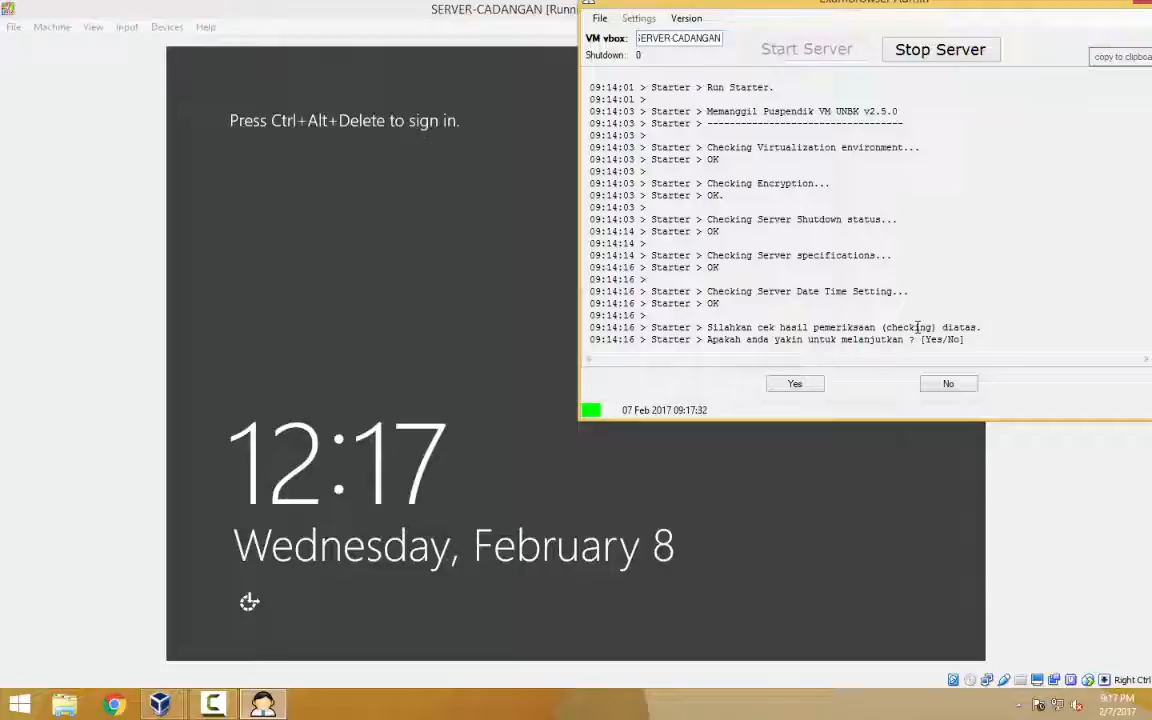 SERVER-CADANGAN [Runn
File Machine View Input Devices Help
ExamBrowser Admin
File Settings Version
VM vbox: SERVER-CADANGAN
Shutdown: 0
Start Server
Stop Server
copy to clipboa
09:14:01 > Starter > Run Starter.
09:14:01 >
09:14:03 > Starter > Memanggil Puspendik VM UNBK v2.5.0
09:14:03 > Starter > -----------------------------------
09:14:03 >
09:14:03 > Starter > Checking Virtualization environment...
09:14:03 > Starter > OK
09:14:03 >
09:14:03 > Starter > Checking Encryption...
09:14:03 > Starter > OK.
09:14:03 >
09:14:03 > Starter > Checking Server Shutdown status...
09:14:14 > Starter > OK
09:14:14 >
09:14:14 > Starter > Checking Server specifications...
09:14:16 > Starter > OK
09:14:16 >
09:14:16 > Starter > Checking Server Date Time Setting...
09:14:16 > Starter > OK
09:14:16 >
09:14:16 > Starter > Silahkan cek hasil pemeriksaan (checking) diatas.
09:14:16 > Starter > Apakah anda yakin untuk melanjutkan ? [Yes/No]
Yes
No
07 Feb 2017 09:17:32
Press Ctrl+Alt+Delete to sign in.
12:17
Wednesday, February 8
Right Ctrl
9:17 PM
2/7/2017